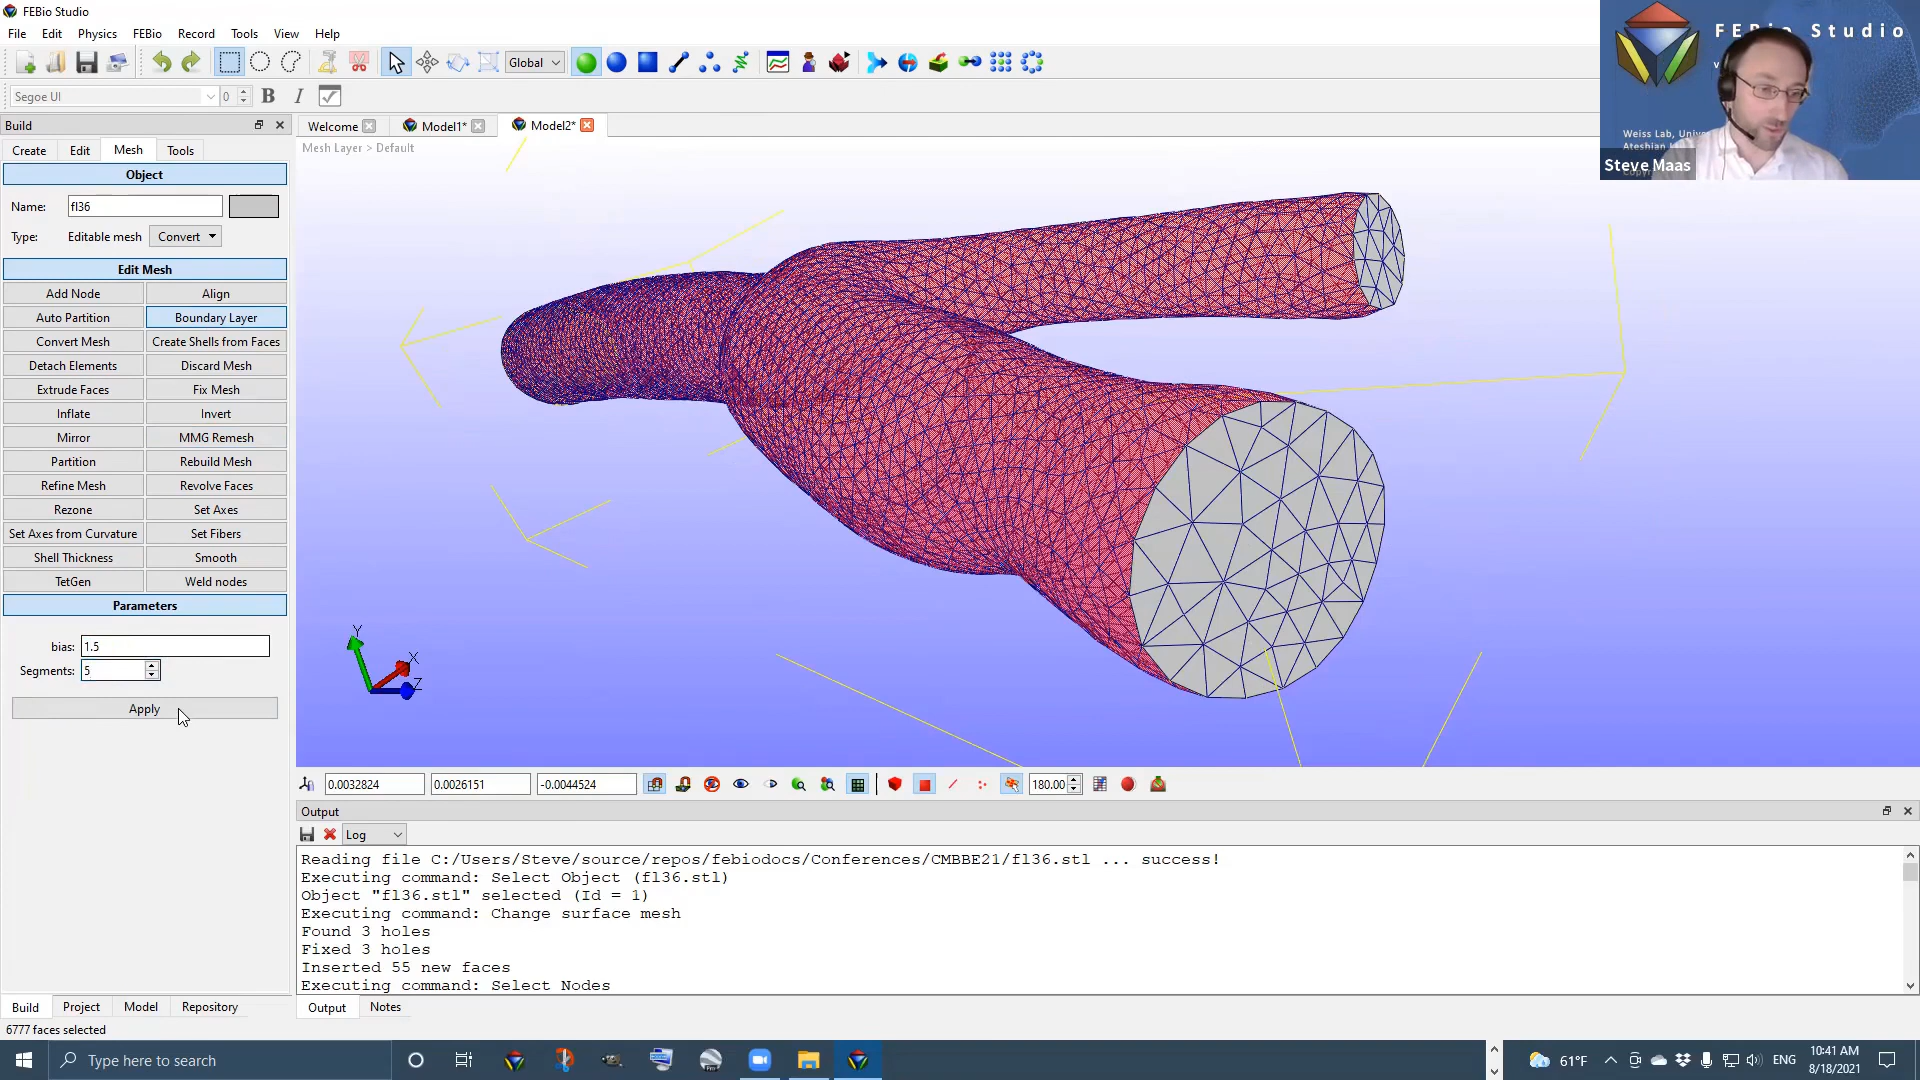 FEBio Studio
File Edit Physics FEBio Record Tools View Help
Global
Segoe UI 0 B I
Build
Welcome Model1* Model2*
Create Edit Mesh Tools
Mesh Layer > Default
Object
Name: fl36
Type: Editable mesh Convert
Edit Mesh
Add Node Align
Auto Partition Boundary Layer
Convert Mesh Create Shells from Faces
Detach Elements Discard Mesh
Extrude Faces Fix Mesh
Inflate Invert
Mirror MMG Remesh
Partition Rebuild Mesh
Refine Mesh Revolve Faces
Rezone Set Axes
Set Axes from Curvature Set Fibers
Shell Thickness Smooth
TetGen Weld nodes
Parameters
bias: 1.5
Segments: 5
Apply
Y
X
Z
0.0032824 0.0026151 -0.0044524 180.00
Output
Log
Reading file C:/Users/Steve/source/repos/febiodocs/Conferences/CMBBE21/fl36.stl ... success!
Executing command: Select Object (fl36.stl)
Object "fl36.stl" selected (Id = 1)
Executing command: Change surface mesh
Found 3 holes
Fixed 3 holes
Inserted 55 new faces
Executing command: Select Nodes
Build Project Model Repository
Output Notes
6777 faces selected
Type here to search
61°F ENG
10:41 AM
8/18/2021
Studio
Weiss Lab,
Steve Maas